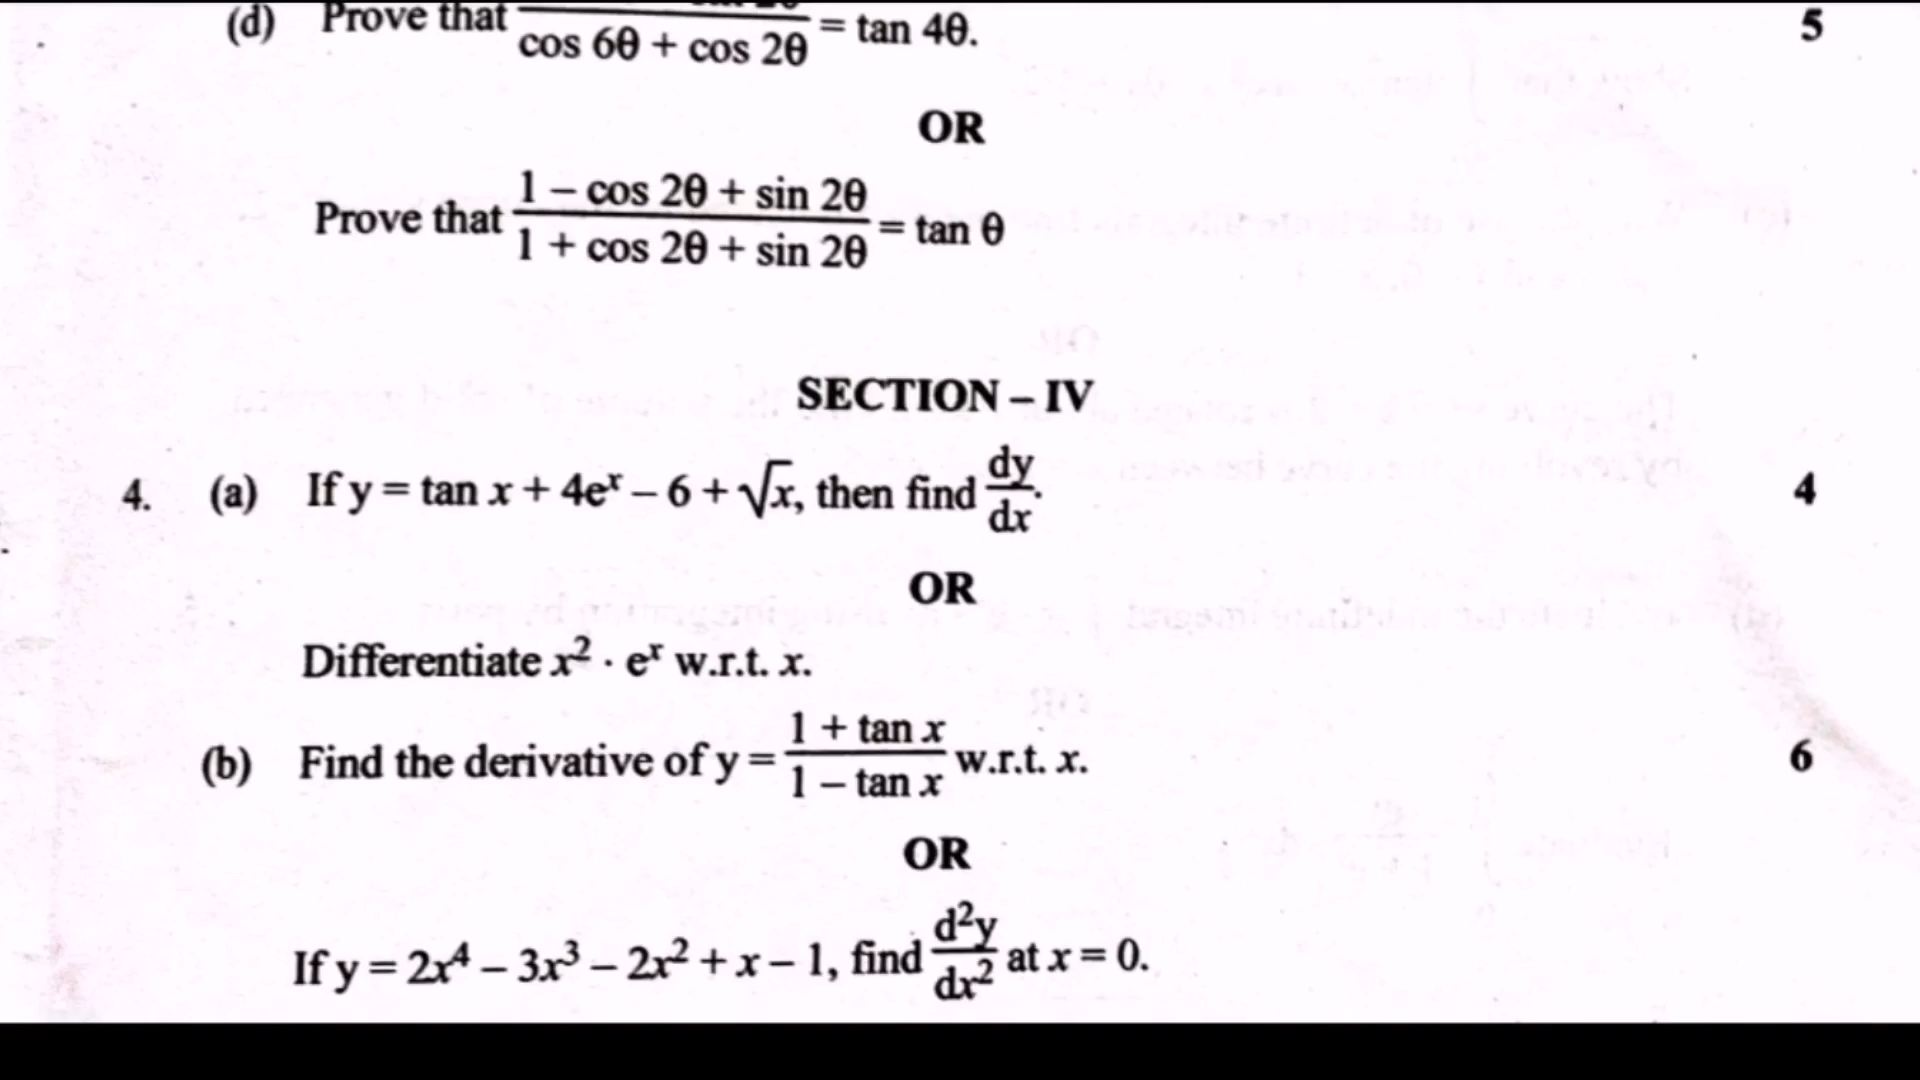 (d) Prove that ‾‾‾/(cos 6θ + cos 2θ) = tan 4θ. 5
OR
Prove that (1 – cos 2θ + sin 2θ)/(1 + cos 2θ + sin 2θ) = tan θ
SECTION – IV
4. (a) If y = tan x + 4eˣ – 6 + √x, then find dy/dx. 4
OR
Differentiate x² · eˣ w.r.t. x.
(b) Find the derivative of y = (1 + tan x)/(1 – tan x) w.r.t. x. 6
OR
If y = 2x⁴ – 3x³ – 2x² + x – 1, find d²y/dx² at x = 0.